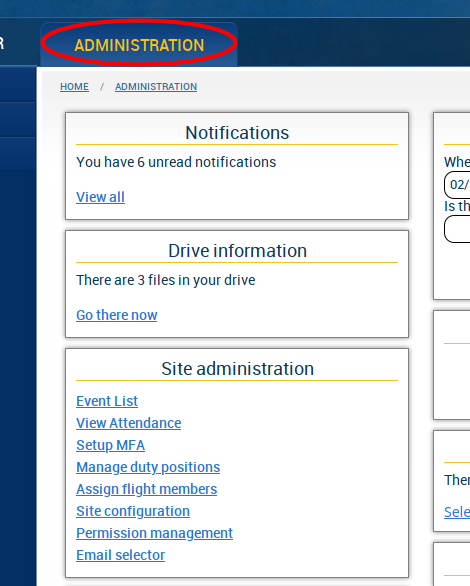 R
ADMINISTRATION
HOME / ADMINISTRATION
Notifications
You have 6 unread notifications
View all
Drive information
There are 3 files in your drive
Go there now
Site administration
Event List
View Attendance
Setup MFA
Manage duty positions
Assign flight members
Site configuration
Permission management
Email selector
Whe
02/
Is th
Ther
Sele